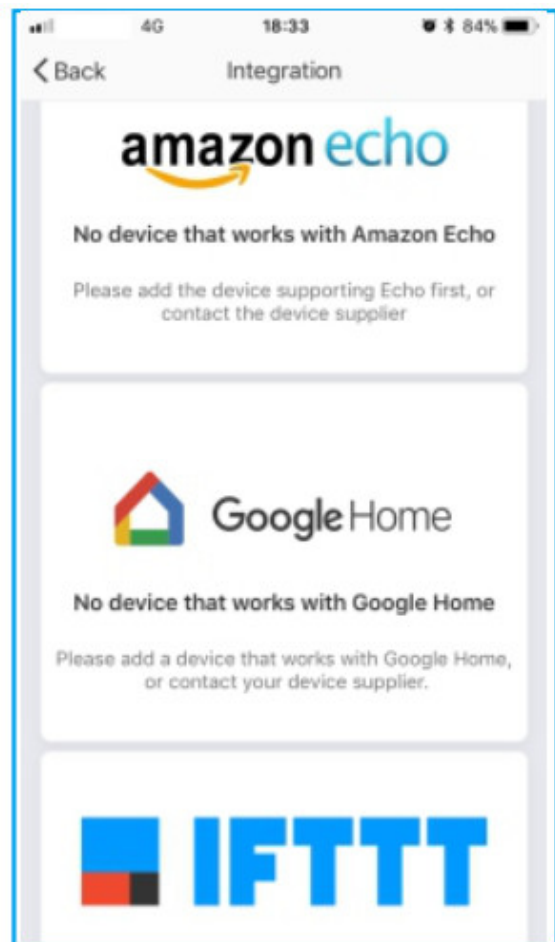 4G 18:33 84%
Back Integration
amazon echo
No device that works with Amazon Echo
Please add the device supporting Echo first, or
contact the device supplier
Google Home
No device that works with Google Home
Please add a device that works with Google Home,
or contact your device supplier.
IFTTT